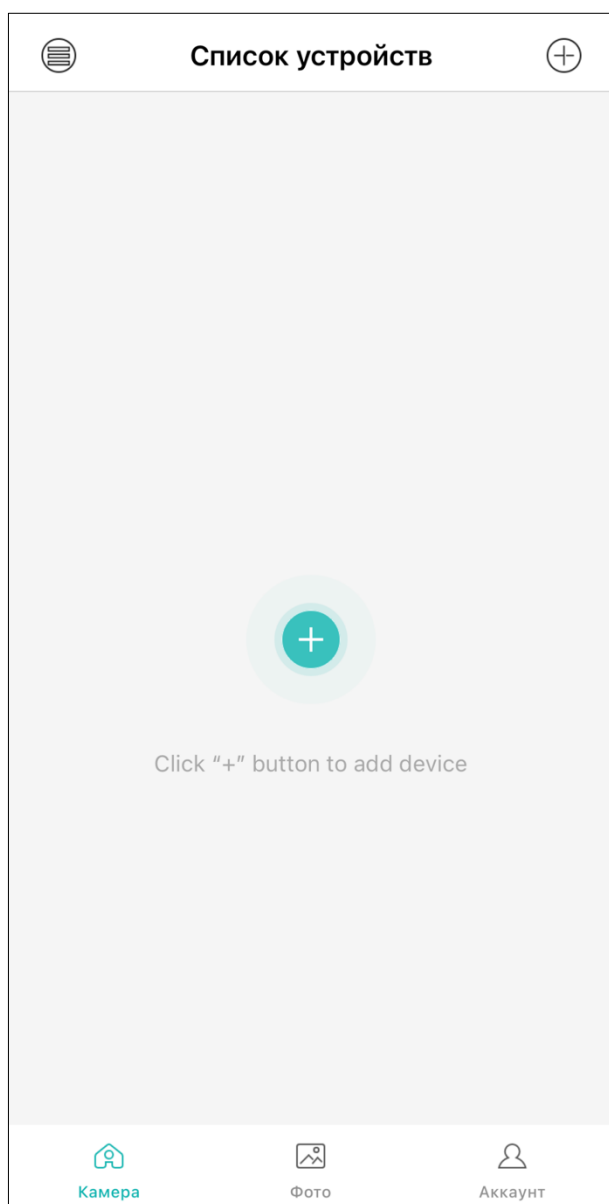 Список устройств
Click “+” button to add device
Камера
Фото
Аккаунт